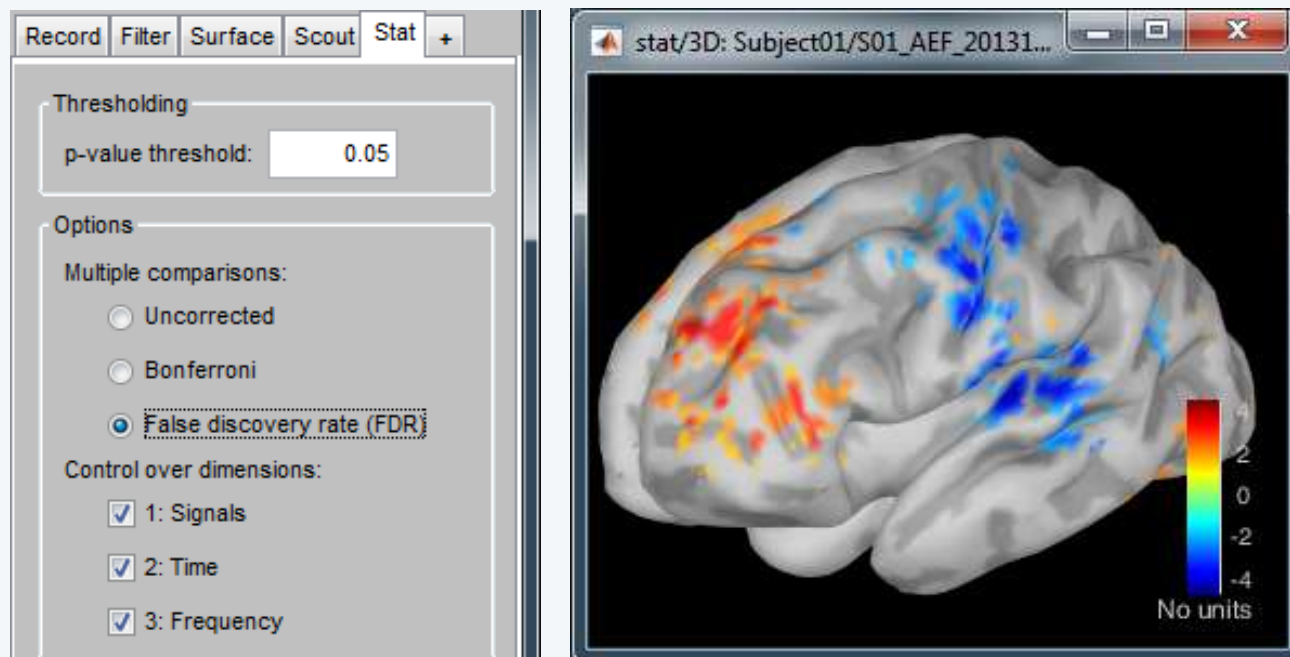 Record Filter Surface Scout Stat +
Thresholding
p-value threshold: 0.05
Options
Multiple comparisons:
Uncorrected
Bonferroni
False discovery rate (FDR)
Control over dimensions:
1: Signals
2: Time
3: Frequency
stat/3D: Subject01/S01_AEF_20131...
4
2
0
-2
-4
No units